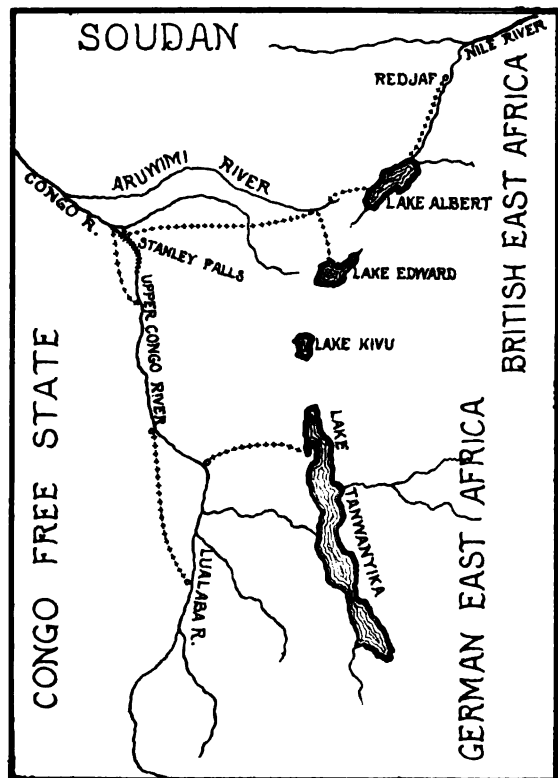 SOUDAN
NILE RIVER
REDJAF
BRITISH EAST AFRICA
ARUWIMI RIVER
CONGO R.
LAKE ALBERT
STANLEY FALLS
LAKE EDWARD
UPPER CONGO RIVER
LAKE KIVU
CONGO FREE STATE
LAKE TANWANYIKA
GERMAN EAST AFRICA
LUALABA R.